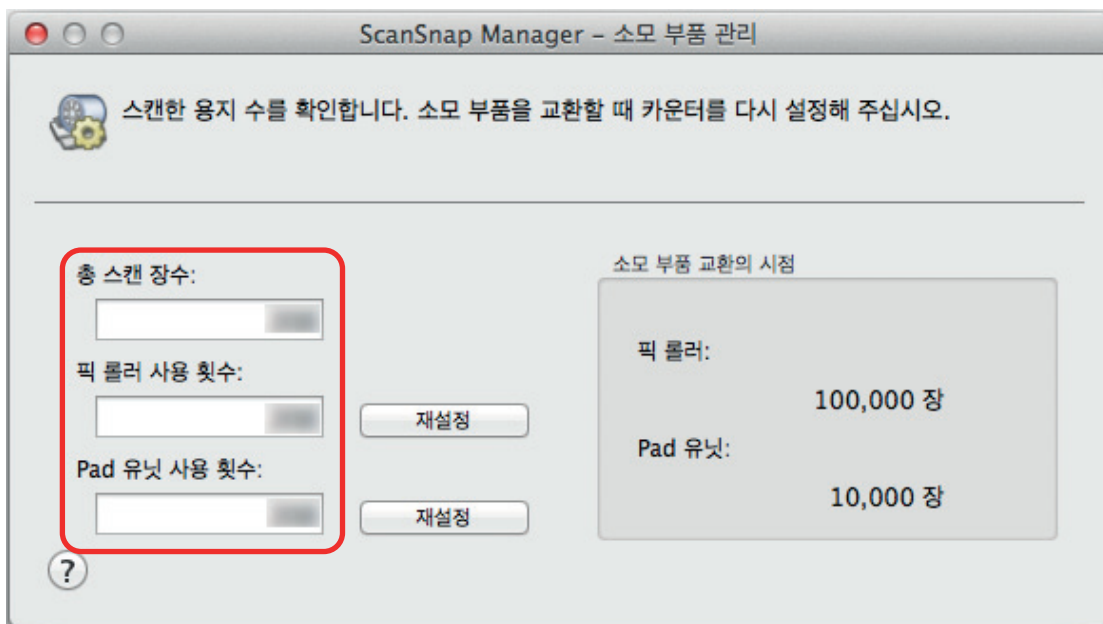 ScanSnap Manager – 소모 부품 관리
스캔한 용지 수를 확인합니다. 소모 부품을 교환할 때 카운터를 다시 설정해 주십시오.
총 스캔 장수:
픽 롤러 사용 횟수:
재설정
Pad 유닛 사용 횟수:
재설정
소모 부품 교환의 시점
픽 롤러:
100,000 장
Pad 유닛:
10,000 장
?